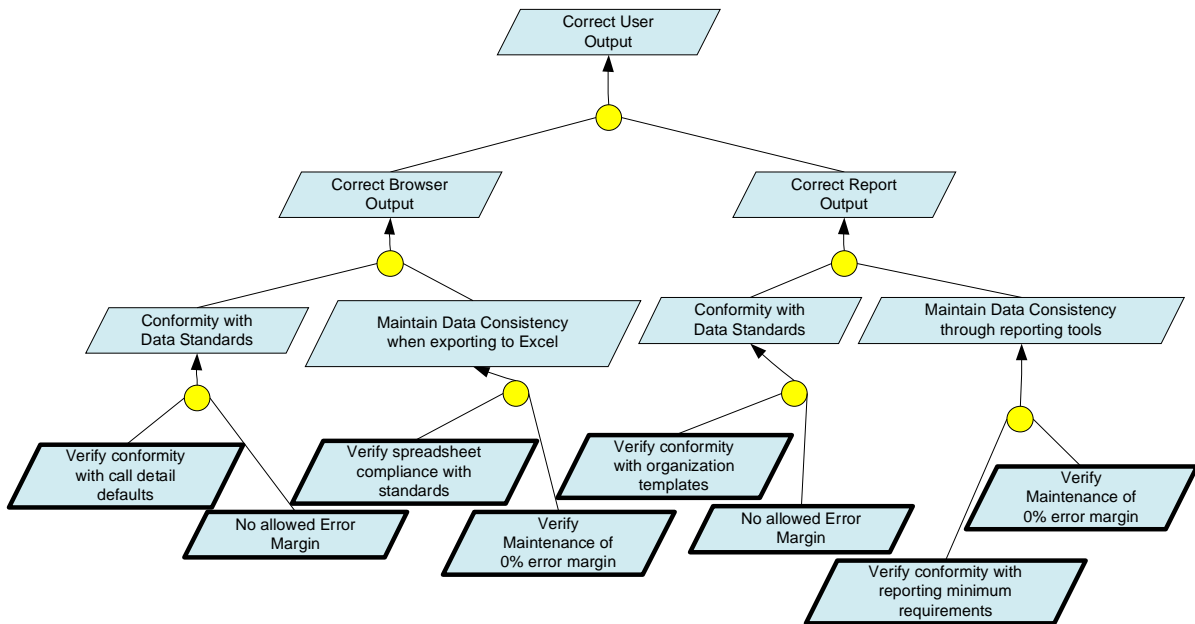 Correct User
Output
Correct Browser
Output
Correct Report
Output
Conformity with
Data Standards
Maintain Data Consistency
when exporting to Excel
Conformity with
Data Standards
Maintain Data Consistency
through reporting tools
Verify conformity
with call detail
defaults
No allowed Error
Margin
Verify spreadsheet
compliance with
standards
Verify
Maintenance of
0% error margin
Verify conformity
with organization
templates
No allowed Error
Margin
Verify conformity with
reporting minimum
requirements
Verify
Maintenance of
0% error margin